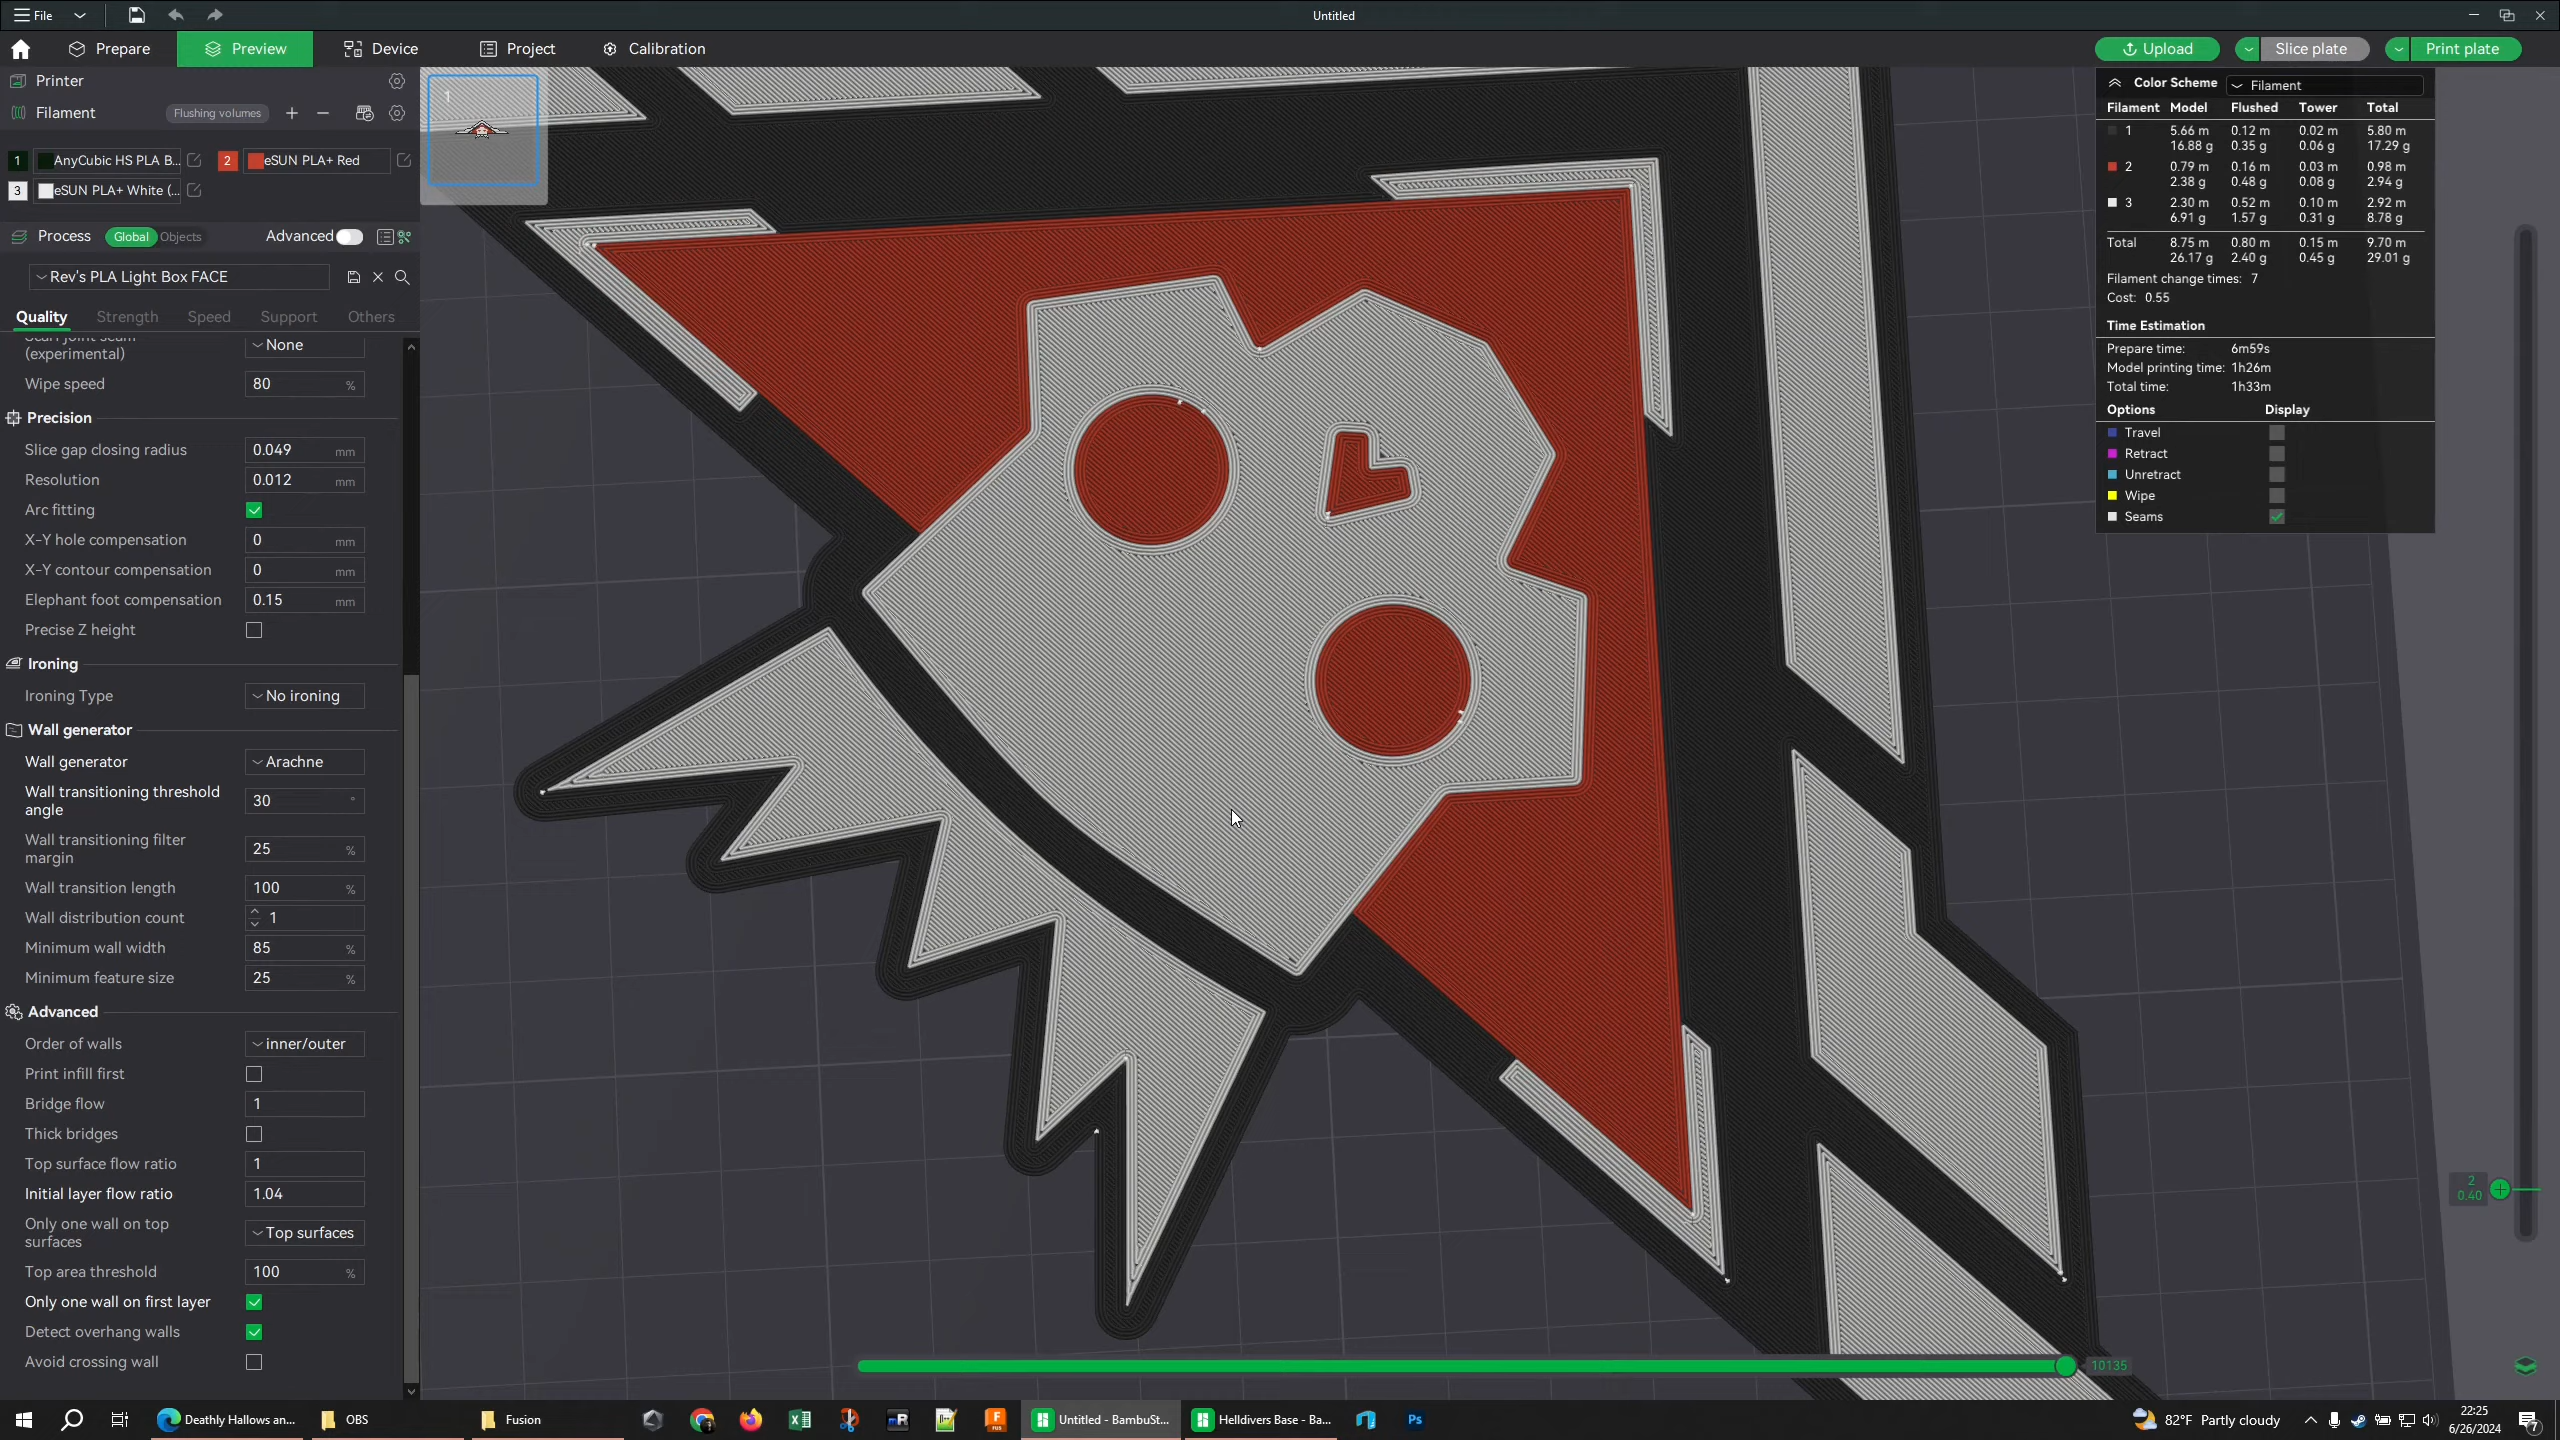 File
Untitled
Prepare
Preview
Device
Project
Calibration
Upload
Slice plate
Print plate
Printer
Filament
Flushing volumes
1 AnyCubic HS PLA B...
2 eSUN PLA+ Red
3 eSUN PLA+ White (...
Process Global Objects Advanced
Rev's PLA Light Box FACE
Quality Strength Speed Support Others
(experimental) None
Wipe speed 80 %
Precision
Slice gap closing radius 0.049 mm
Resolution 0.012 mm
Arc fitting
X-Y hole compensation 0 mm
X-Y contour compensation 0 mm
Elephant foot compensation 0.15 mm
Precise Z height
Ironing
Ironing Type No ironing
Wall generator
Wall generator Arachne
Wall transitioning threshold
angle 30 °
Wall transitioning filter
margin 25 %
Wall transition length 100 %
Wall distribution count 1
Minimum wall width 85 %
Minimum feature size 25 %
Advanced
Order of walls inner/outer
Print infill first
Bridge flow 1
Thick bridges
Top surface flow ratio 1
Initial layer flow ratio 1.04
Only one wall on top
surfaces Top surfaces
Top area threshold 100 %
Only one wall on first layer
Detect overhang walls
Avoid crossing wall
1
Color Scheme Filament
Filament Model Flushed Tower Total
1 5.66 m 0.12 m 0.02 m 5.80 m
16.88 g 0.35 g 0.06 g 17.29 g
2 0.79 m 0.16 m 0.03 m 0.98 m
2.38 g 0.48 g 0.08 g 2.94 g
3 2.30 m 0.52 m 0.10 m 2.92 m
6.91 g 1.57 g 0.31 g 8.78 g
Total 8.75 m 0.80 m 0.15 m 9.70 m
26.17 g 2.40 g 0.45 g 29.01 g
Filament change times: 7
Cost: 0.55
Time Estimation
Prepare time: 6m59s
Model printing time: 1h26m
Total time: 1h33m
Options Display
Travel
Retract
Unretract
Wipe
Seams
2
0.40
10135
Deathly Hallows an...
OBS
Fusion
Untitled - BambuSt...
Helldivers Base - Ba...
Ps
82°F Partly cloudy
22:25
6/26/2024
7